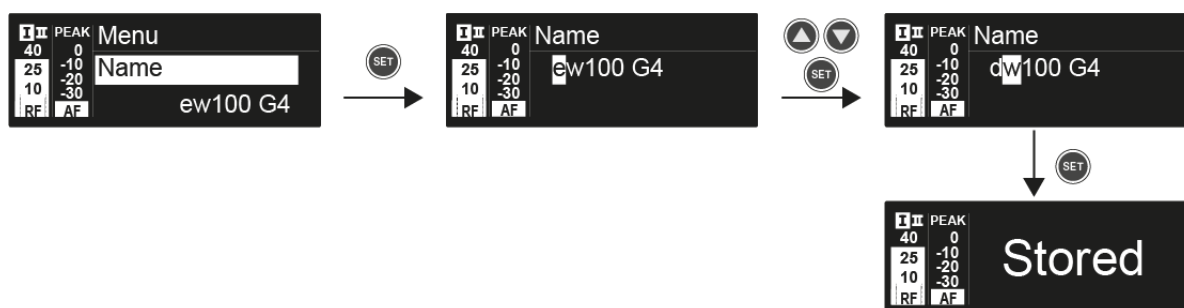 I II PEAK Menu
40 0
25 -10 Name
-20
10 -30
RF AF ew100 G4
SET
I II PEAK Name
40 0
25 -10 ew100 G4
-20
10 -30
RF AF
SET
I II PEAK Name
40 0
25 -10 dw100 G4
-20
10 -30
RF AF
SET
I II PEAK
40 0
25 -10 Stored
-20
10 -30
RF AF